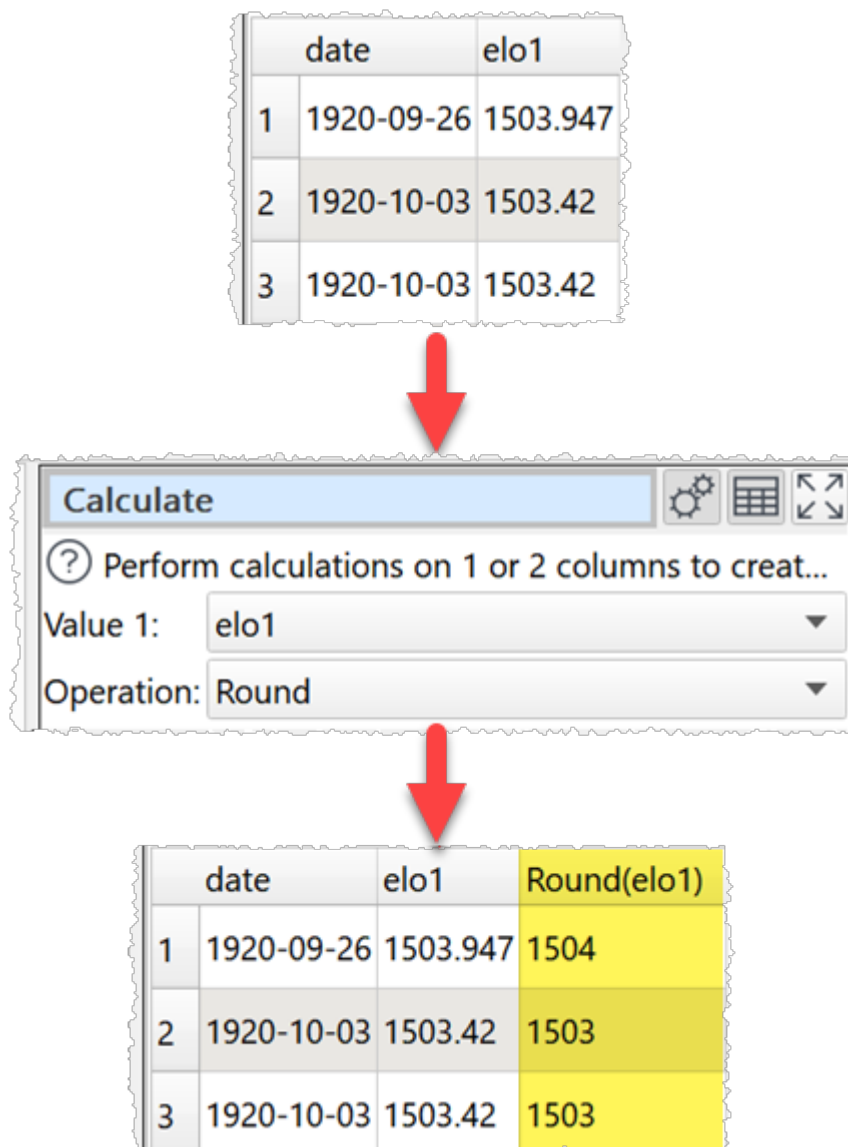 date elo1
1 1920-09-26 1503.947
2 1920-10-03 1503.42
3 1920-10-03 1503.42
Calculate
? Perform calculations on 1 or 2 columns to creat...
Value 1: elo1
Operation: Round
date elo1 Round(elo1)
1 1920-09-26 1503.947 1504
2 1920-10-03 1503.42 1503
3 1920-10-03 1503.42 1503